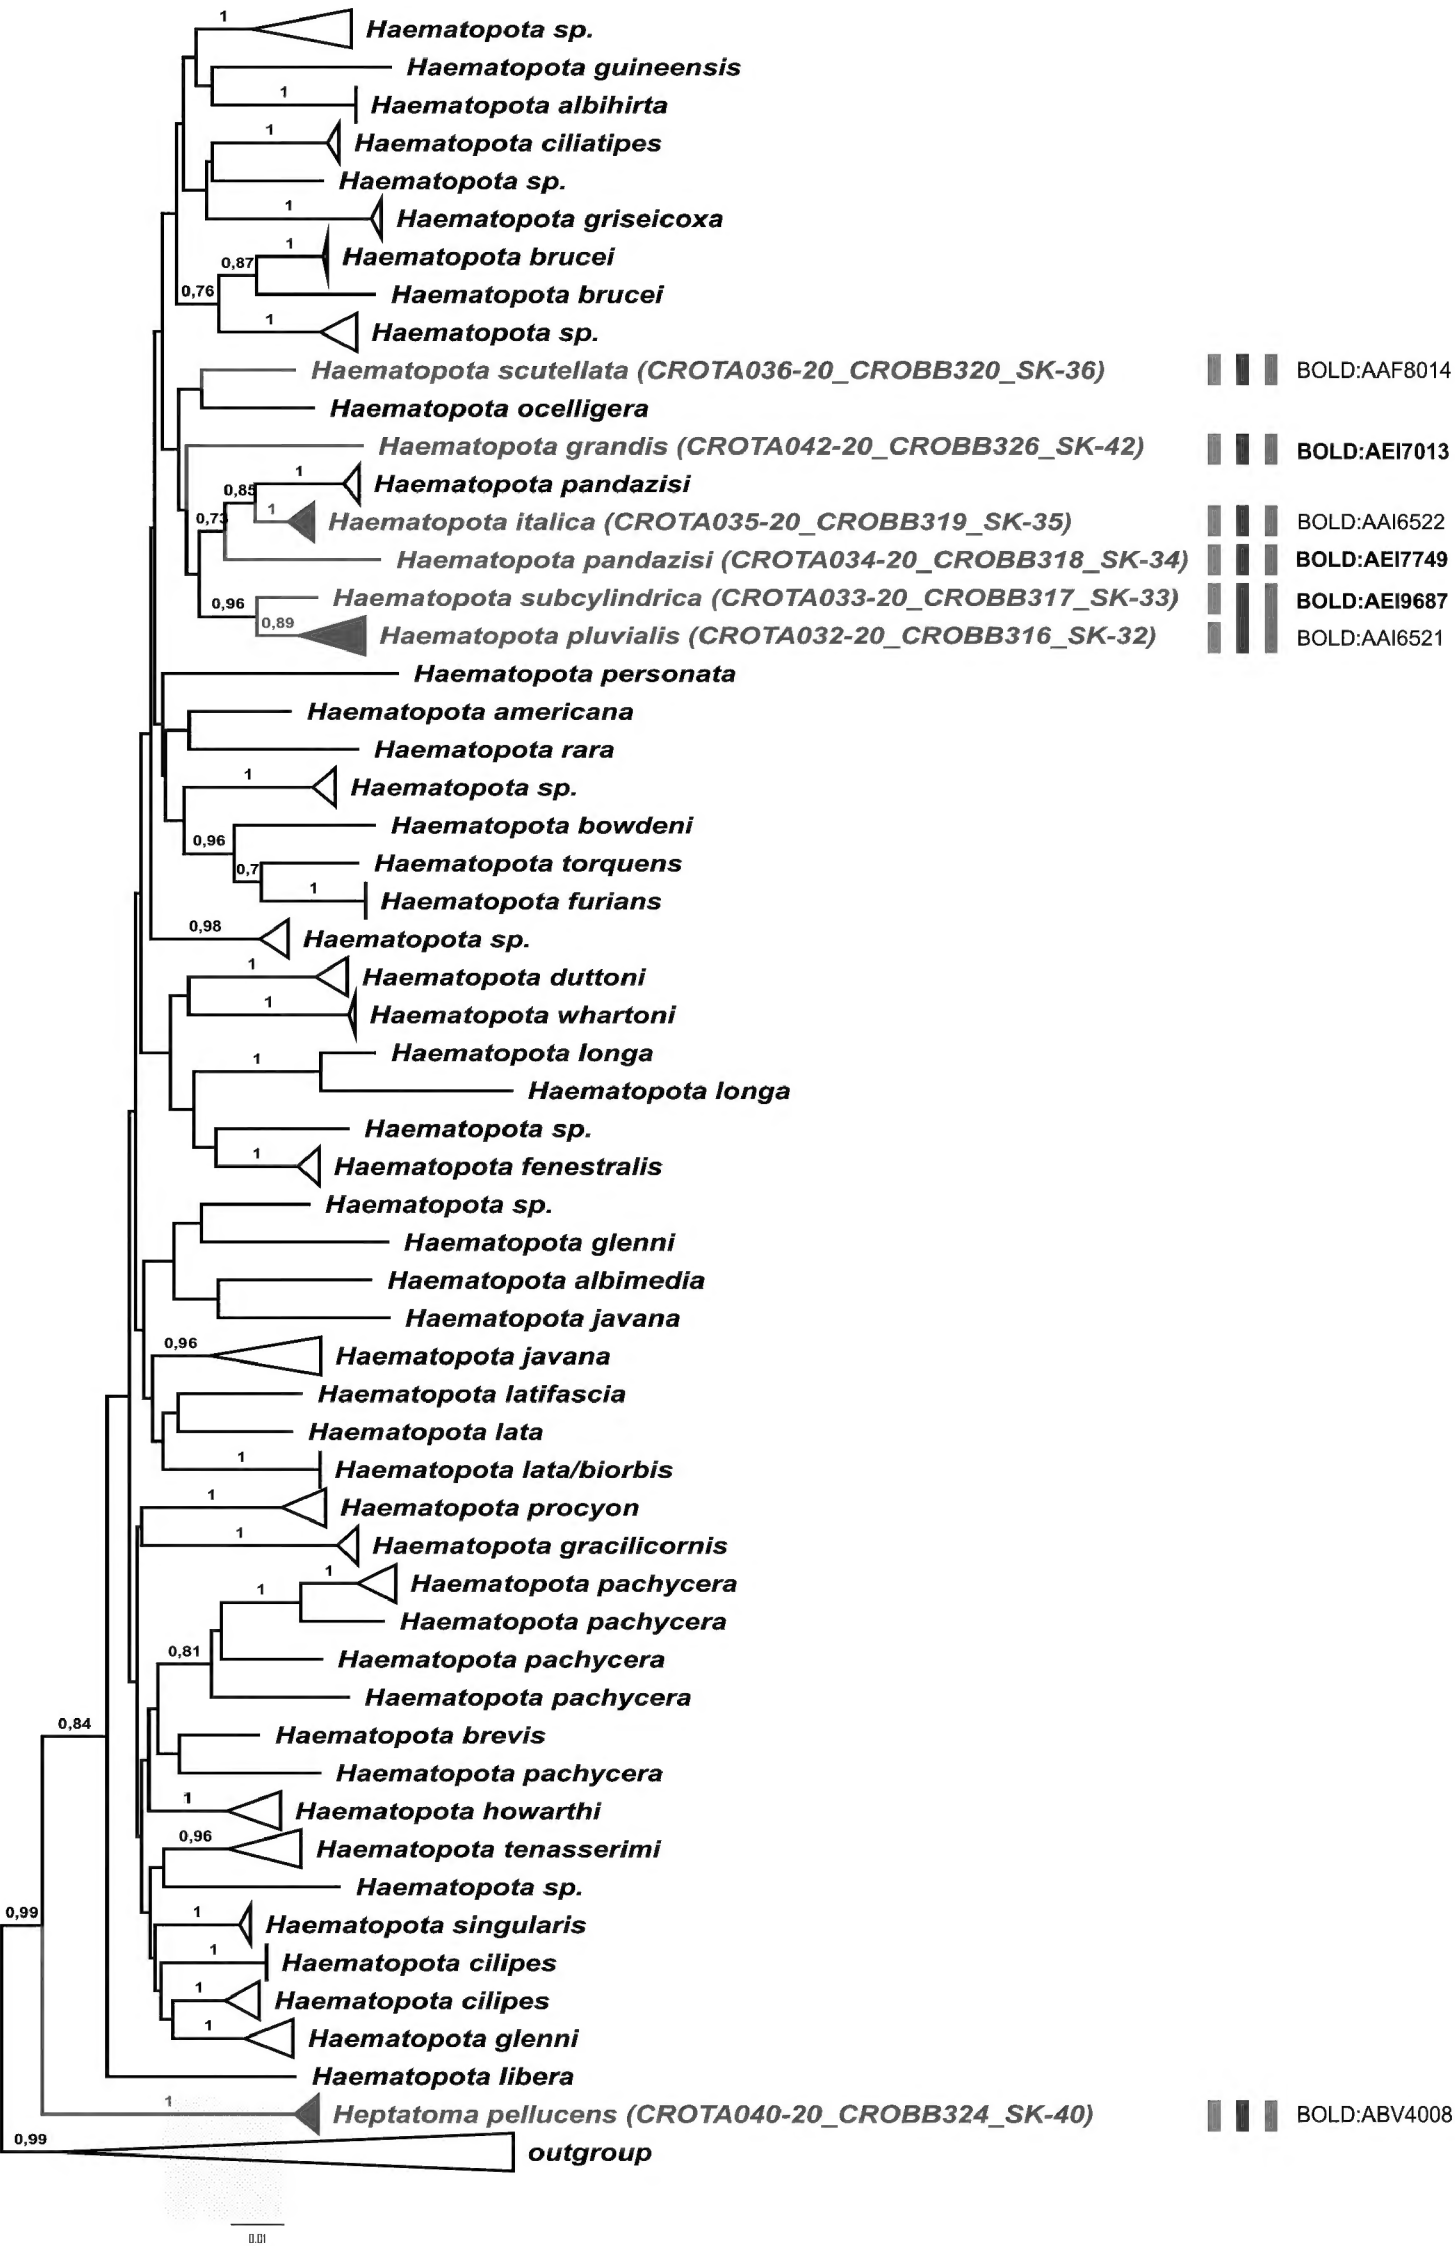 1
Haematopota sp.
Haematopota guineensis
1
Haematopota albihirta
1
Haematopota ciliatipes
Haematopota sp.
1
Haematopota griseicoxa
1
Haematopota brucei
0,87
Haematopota brucei
0,76
1
Haematopota sp.
Haematopota scutellata (CROTA036-20_CROBB320_SK-36) BOLD:AAF8014
Haematopota ocelligera
Haematopota grandis (CROTA042-20_CROBB326_SK-42) BOLD:AEI7013
1
Haematopota pandazisi
0,85
1
Haematopota italica (CROTA035-20_CROBB319_SK-35) BOLD:AAI6522
0,73
Haematopota pandazisi (CROTA034-20_CROBB318_SK-34) BOLD:AEI7749
Haematopota subcylindrica (CROTA033-20_CROBB317_SK-33) BOLD:AEI9687
0,96
0,89
Haematopota pluvialis (CROTA032-20_CROBB316_SK-32) BOLD:AAI6521
Haematopota personata
Haematopota americana
Haematopota rara
1
Haematopota sp.
Haematopota bowdeni
0,96
Haematopota torquens
0,7
1
Haematopota furians
0,98
Haematopota sp.
1
Haematopota duttoni
1
Haematopota whartoni
Haematopota longa
1
Haematopota longa
Haematopota sp.
1
Haematopota fenestralis
Haematopota sp.
Haematopota glenni
Haematopota albimedia
Haematopota javana
0,96
Haematopota javana
Haematopota latifascia
Haematopota lata
1
Haematopota lata/biorbis
1
Haematopota procyon
1
Haematopota gracilicornis
1
Haematopota pachycera
1
Haematopota pachycera
0,81
Haematopota pachycera
Haematopota pachycera
Haematopota brevis
0,84
Haematopota pachycera
1
Haematopota howarthi
0,96
Haematopota tenasserimi
Haematopota sp.
0,99
1
Haematopota singularis
1
Haematopota cilipes
1
Haematopota cilipes
1
Haematopota glenni
Haematopota libera
1
Heptatoma pellucens (CROTA040-20_CROBB324_SK-40) BOLD:ABV4008
0,99
outgroup
0.01